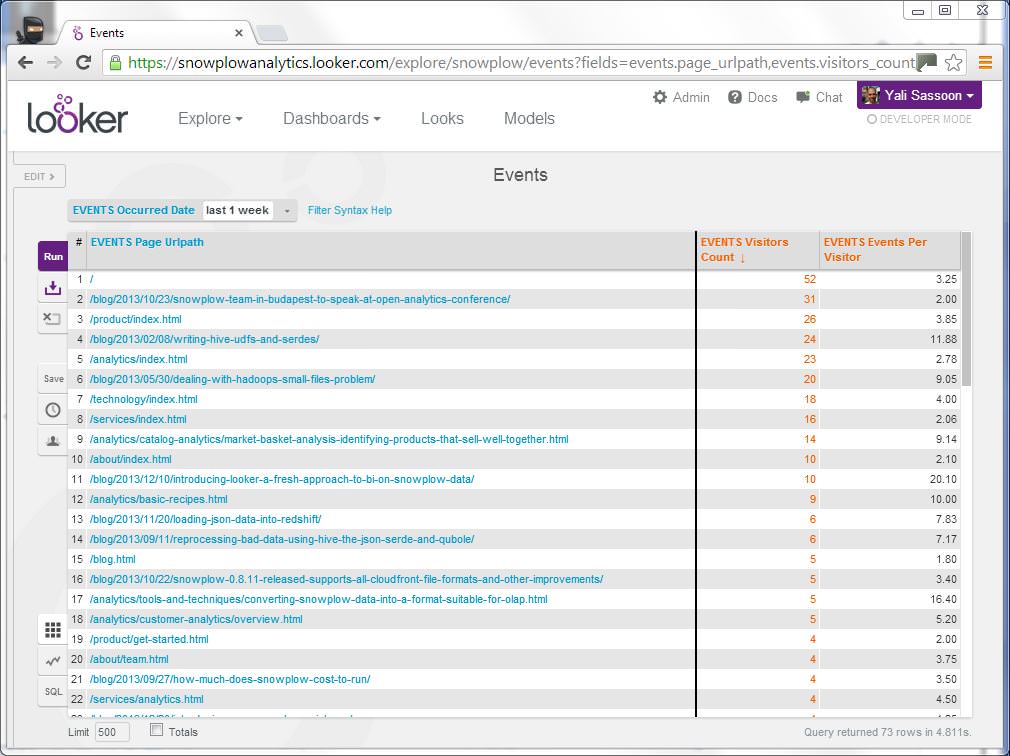 Events
https://snowplowanalytics.looker.com/explore/snowplow/events?fields=events.page_urlpath,events.visitors_count
looker
Explore
Dashboards
Looks
Models
Admin
Docs
Chat
Yali Sassoon
DEVELOPER MODE
EDIT >
Events
EVENTS Occurred Date last 1 week
Filter Syntax Help
Run
Save
SQL
# EVENTS Page Urlpath EVENTS Visitors Count ↓ EVENTS Events Per Visitor
1 / 52 3.25
2 /blog/2013/10/23/snowplow-team-in-budapest-to-speak-at-open-analytics-conference/ 31 2.00
3 /product/index.html 26 3.85
4 /blog/2013/02/08/writing-hive-udfs-and-serdes/ 24 11.88
5 /analytics/index.html 23 2.78
6 /blog/2013/05/30/dealing-with-hadoops-small-files-problem/ 20 9.05
7 /technology/index.html 18 4.00
8 /services/index.html 16 2.06
9 /analytics/catalog-analytics/market-basket-analysis-identifying-products-that-sell-well-together.html 14 9.14
10 /about/index.html 10 2.10
11 /blog/2013/12/10/introducing-looker-a-fresh-approach-to-bi-on-snowplow-data/ 10 20.10
12 /analytics/basic-recipes.html 9 10.00
13 /blog/2013/11/20/loading-json-data-into-redshift/ 6 7.83
14 /blog/2013/09/11/reprocessing-bad-data-using-hive-the-json-serde-and-qubole/ 6 7.17
15 /blog.html 5 1.80
16 /blog/2013/10/22/snowplow-0.8.11-released-supports-all-cloudfront-file-formats-and-other-improvements/ 5 3.40
17 /analytics/tools-and-techniques/converting-snowplow-data-into-a-format-suitable-for-olap.html 5 16.40
18 /analytics/customer-analytics/overview.html 5 5.20
19 /product/get-started.html 4 2.00
20 /about/team.html 4 3.75
21 /blog/2013/09/27/how-much-does-snowplow-cost-to-run/ 4 3.50
22 /services/analytics.html 4 4.50
Limit 500
Totals
Query returned 73 rows in 4.811s.